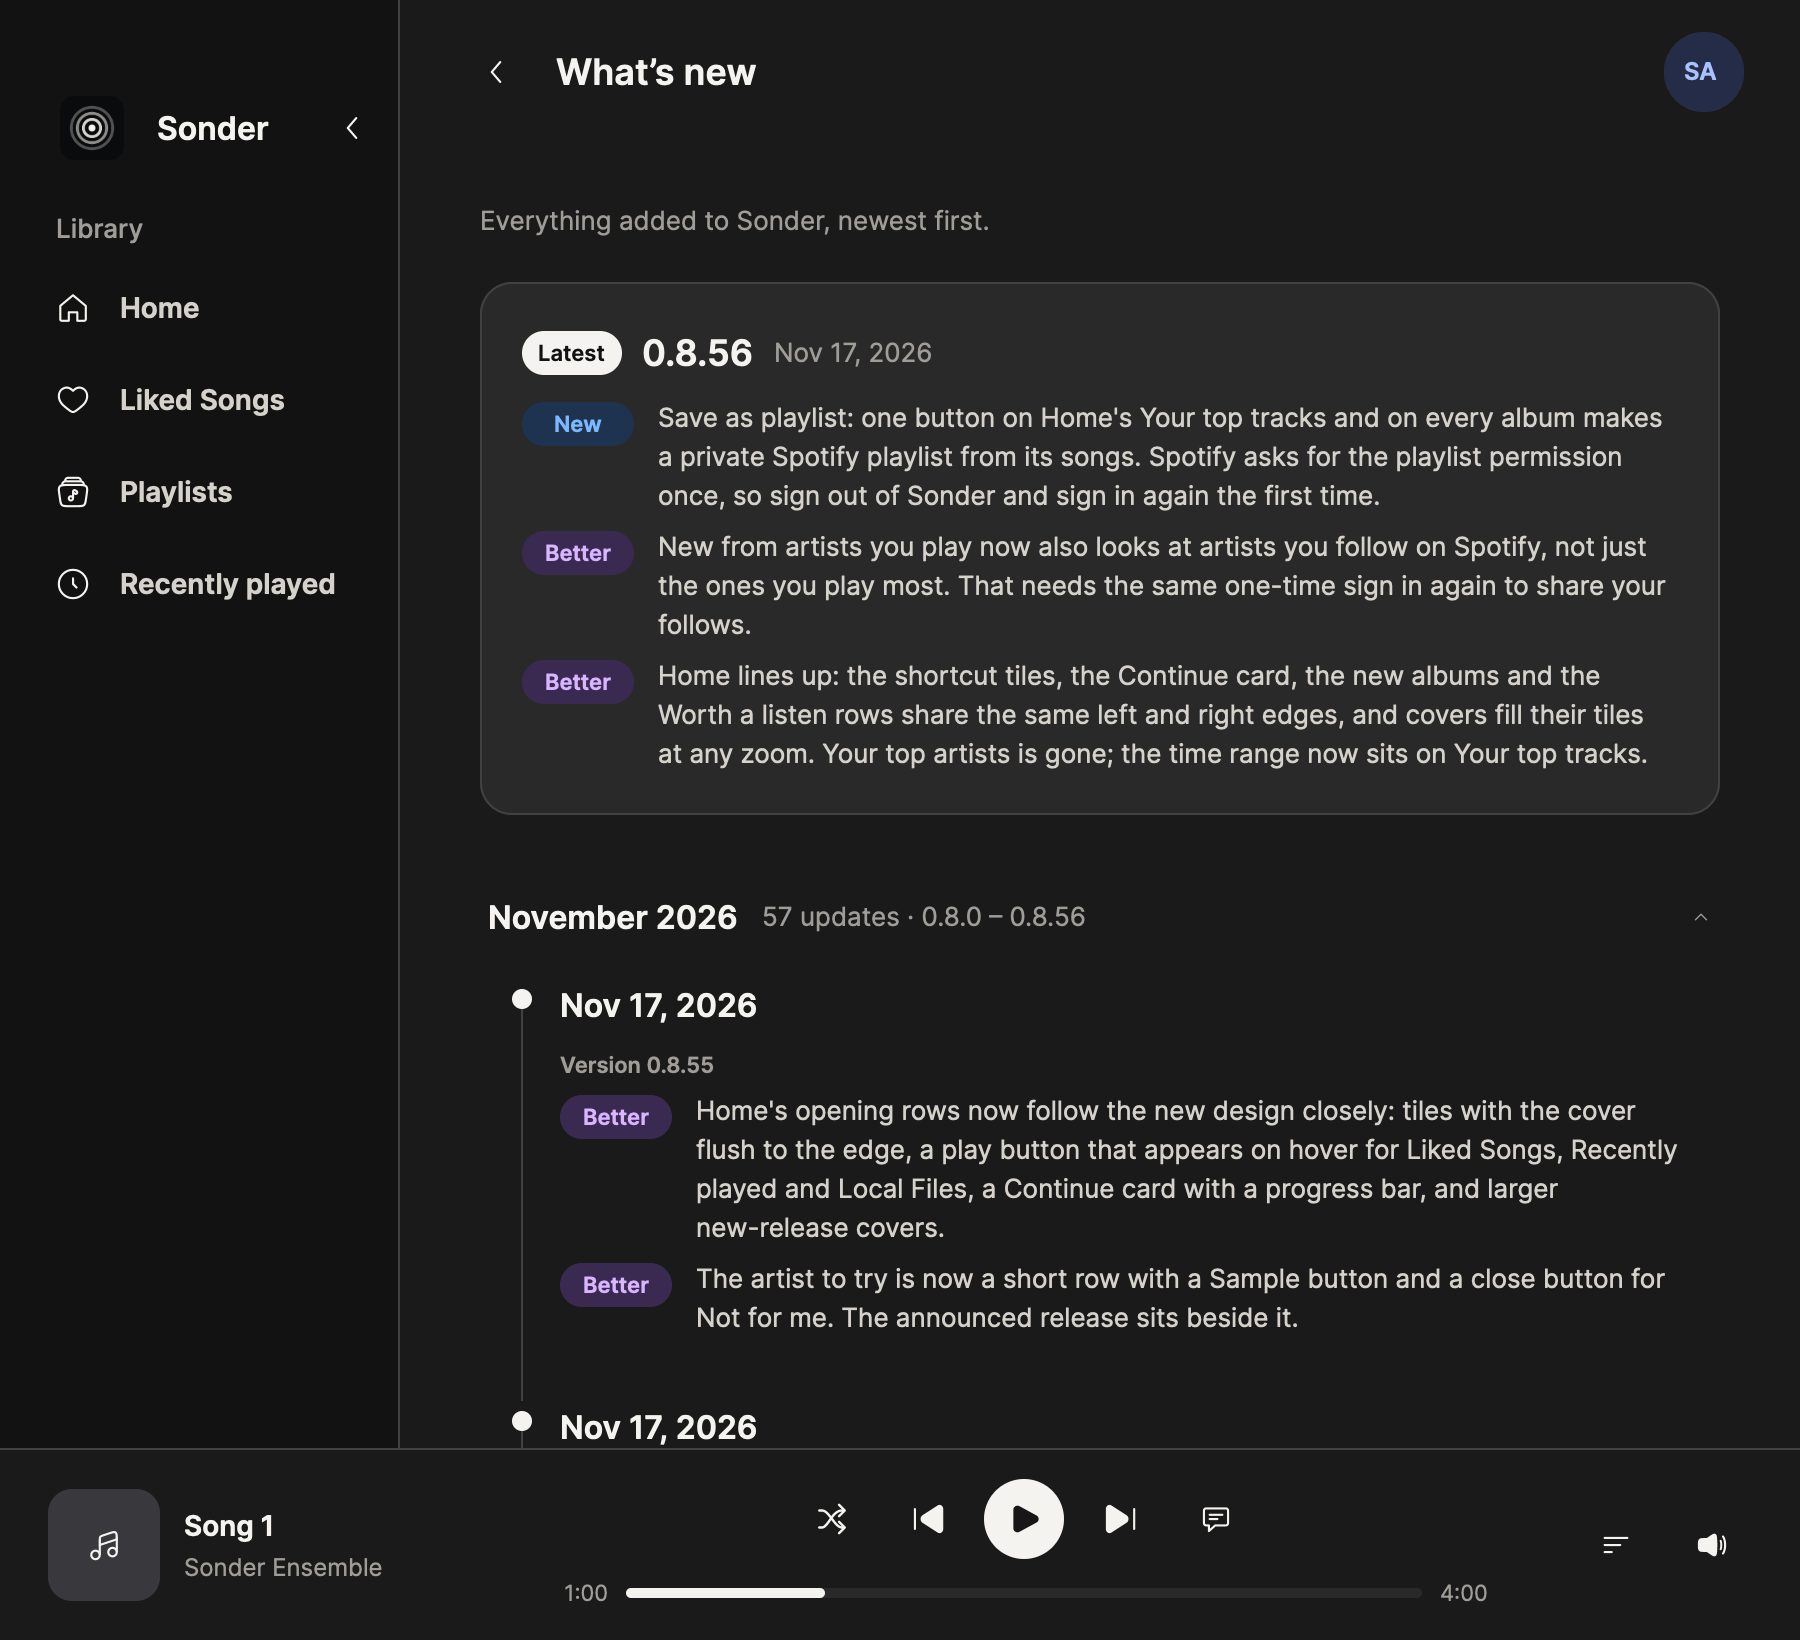 Sonder
Library
Home
Liked Songs
Playlists
Recently played
What’s new
SA
Everything added to Sonder, newest first.
Latest 0.8.56 Nov 17, 2026
New
Save as playlist: one button on Home's Your top tracks and on every album makes
a private Spotify playlist from its songs. Spotify asks for the playlist permission
once, so sign out of Sonder and sign in again the first time.
Better
New from artists you play now also looks at artists you follow on Spotify, not just
the ones you play most. That needs the same one-time sign in again to share your
follows.
Better
Home lines up: the shortcut tiles, the Continue card, the new albums and the
Worth a listen rows share the same left and right edges, and covers fill their tiles
at any zoom. Your top artists is gone; the time range now sits on Your top tracks.
November 2026 57 updates · 0.8.0 – 0.8.56
Nov 17, 2026
Version 0.8.55
Better
Home's opening rows now follow the new design closely: tiles with the cover
flush to the edge, a play button that appears on hover for Liked Songs, Recently
played and Local Files, a Continue card with a progress bar, and larger
new-release covers.
Better
The artist to try is now a short row with a Sample button and a close button for
Not for me. The announced release sits beside it.
Nov 17, 2026
Song 1
Sonder Ensemble
1:00
4:00